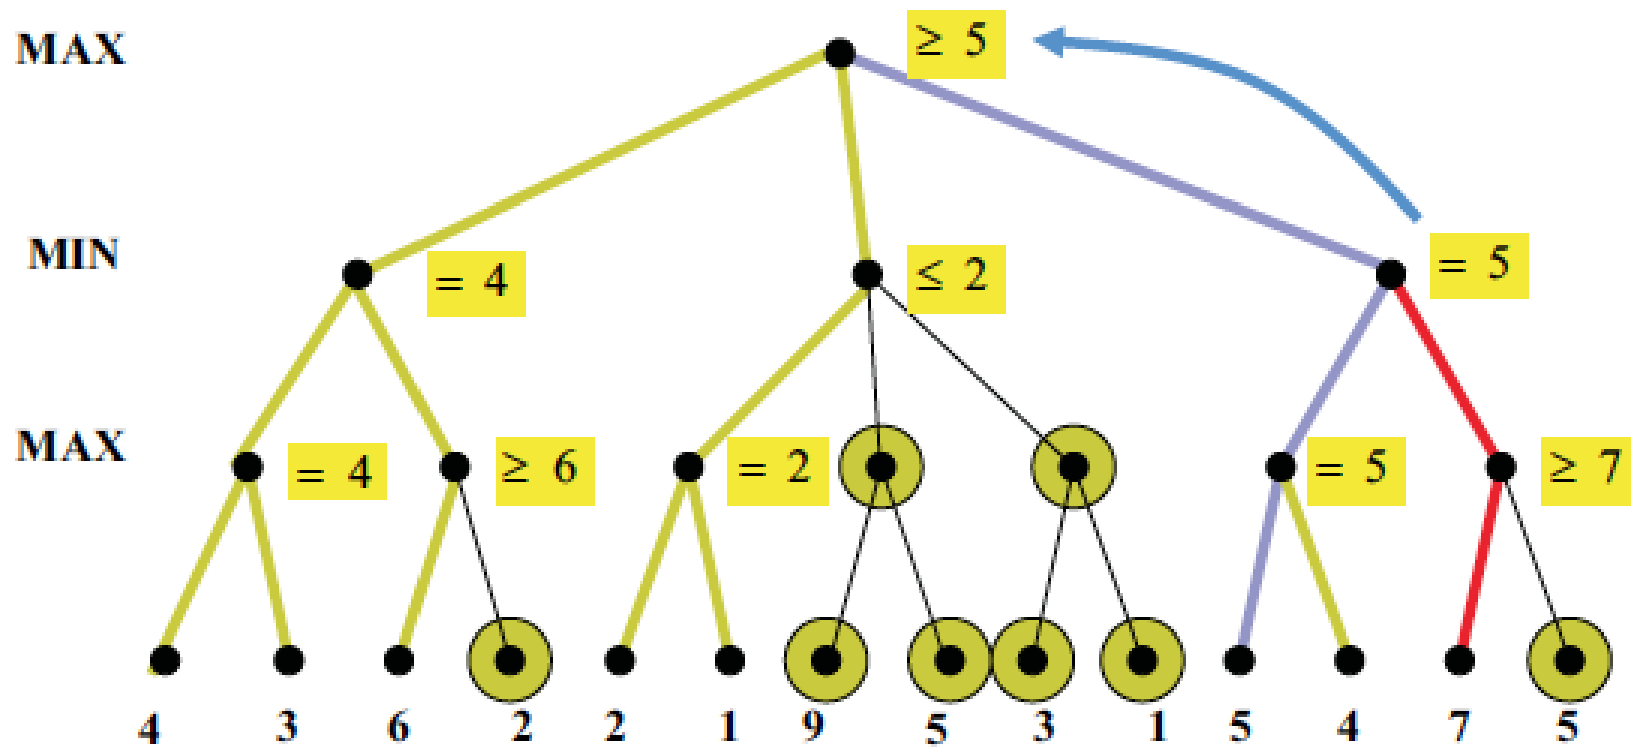 MAX ≥ 5
MIN = 4 ≤ 2 = 5
MAX = 4 ≥ 6 = 2 = 5 ≥ 7
4 3 6 2 2 1 9 5 3 1 5 4 7 5